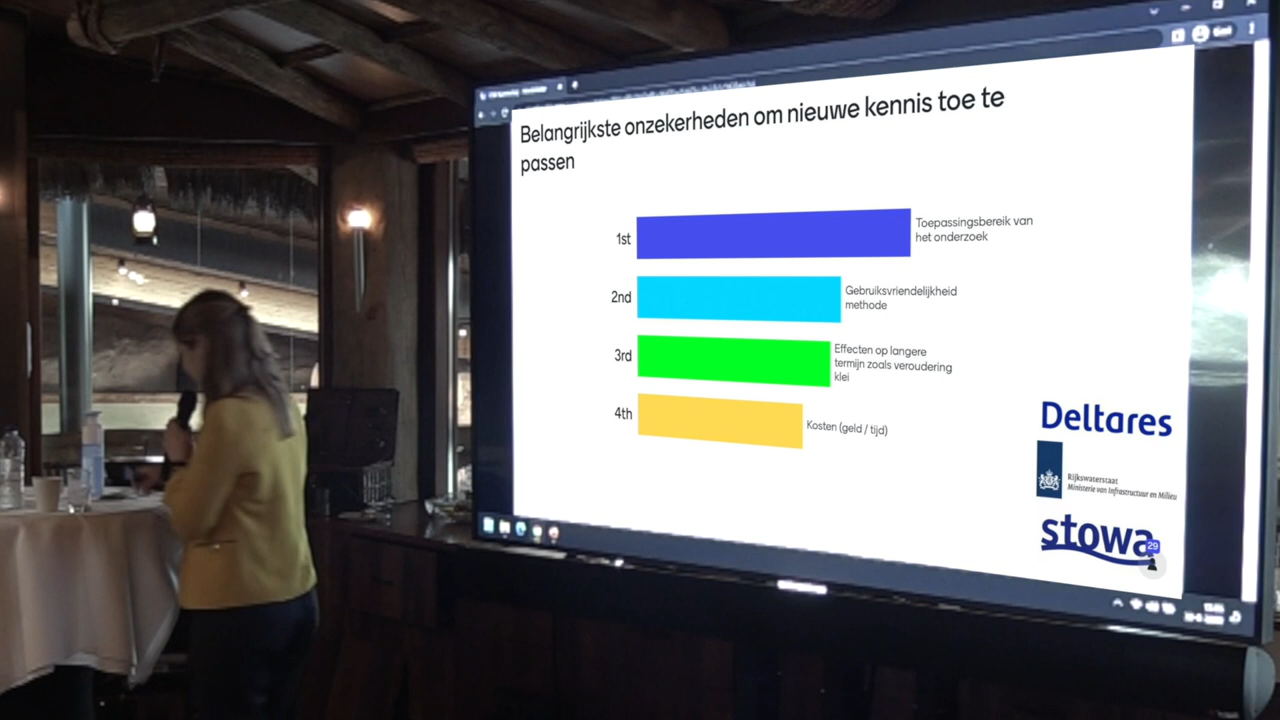 Belangrijkste onzekerheden om nieuwe kennis toe te
passen
1st
Toepassingsbereik van
het onderzoek
2nd
Gebruiksvriendelijkheid
methode
3rd
Effecten op langere
termijn zoals veroudering
klei
4th
Kosten (geld / tijd)
Deltares
Rijkswaterstaat
Ministerie van Infrastructuur en Milieu
stowa
29